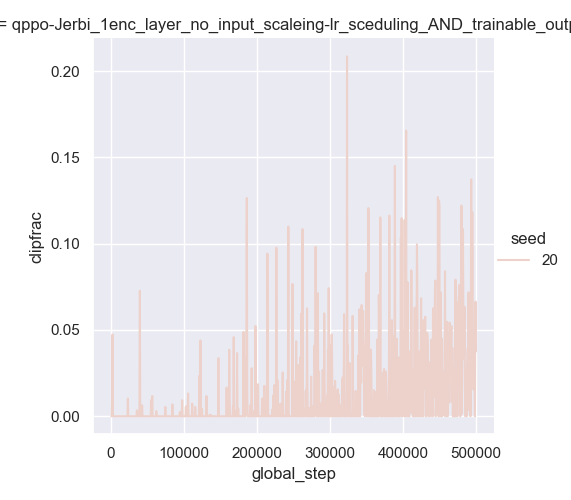 = qppo-Jerbi_1enc_layer_no_input_scaleing-lr_sceduling_AND_trainable_outp
0.20
0.15
0.10
0.05
0.00
clipfrac
0 100000 200000 300000 400000 500000
global_step
seed
20